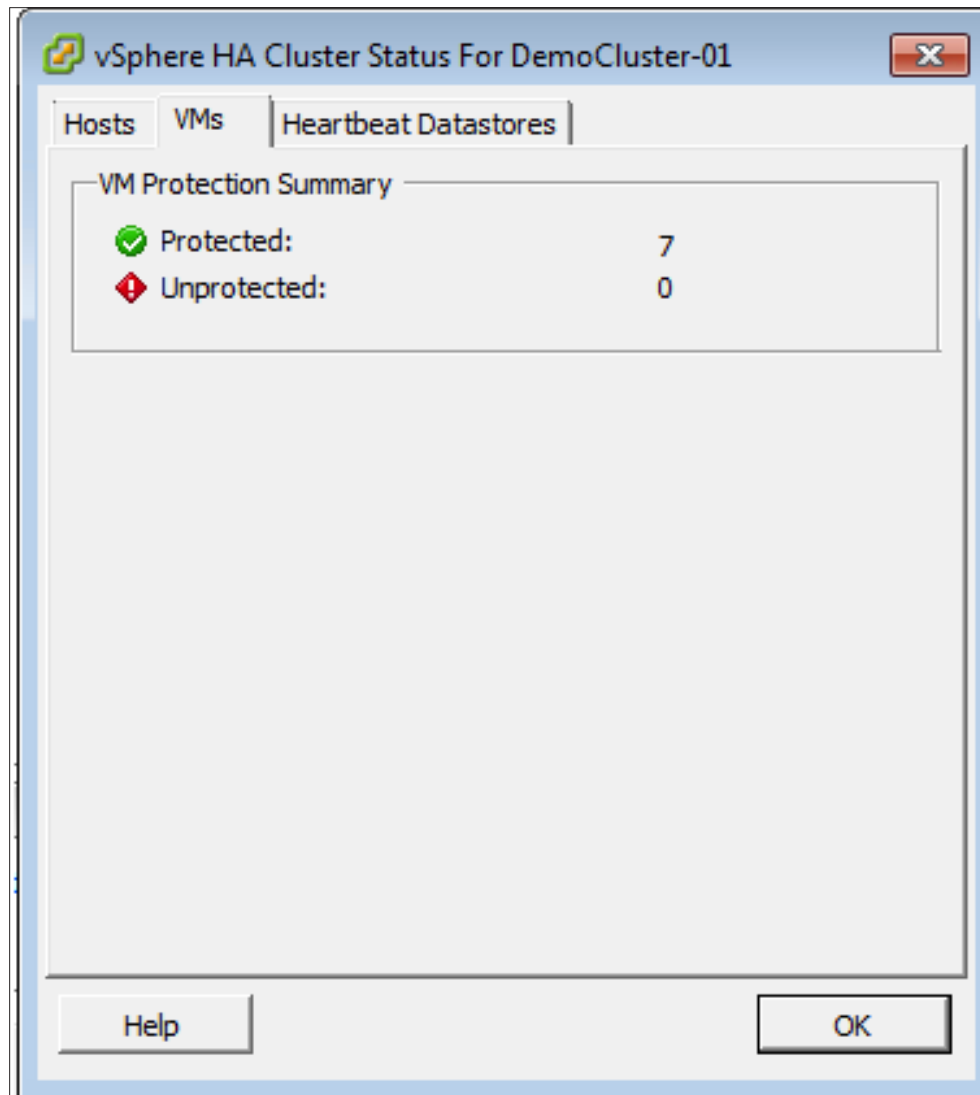 vSphere HA Cluster Status For DemoCluster-01
Hosts VMs Heartbeat Datastores
VM Protection Summary
Protected: 7
Unprotected: 0
Help OK